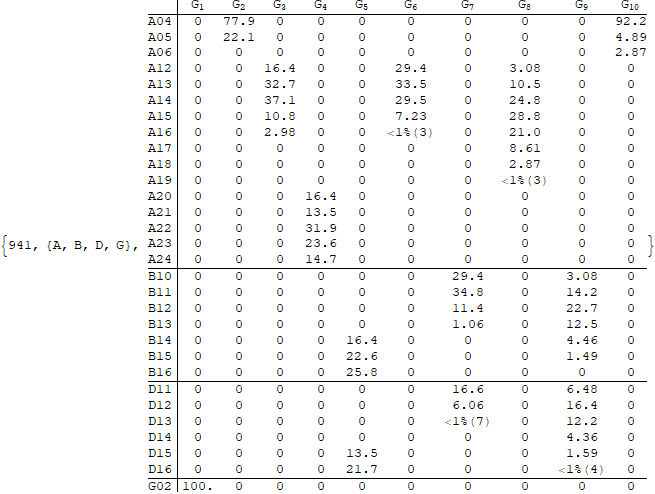 G1 G2 G3 G4 G5 G6 G7 G8 G9 G10
A04 0 77.9 0 0 0 0 0 0 0 92.2
A05 0 22.1 0 0 0 0 0 0 0 4.89
A06 0 0 0 0 0 0 0 0 0 2.87
A12 0 0 16.4 0 0 29.4 0 3.08 0 0
A13 0 0 32.7 0 0 33.5 0 10.5 0 0
A14 0 0 37.1 0 0 29.5 0 24.8 0 0
A15 0 0 10.8 0 0 7.23 0 28.8 0 0
A16 0 0 2.98 0 0 <1%(3) 0 21.0 0 0
A17 0 0 0 0 0 0 0 8.61 0 0
A18 0 0 0 0 0 0 0 2.87 0 0
A19 0 0 0 0 0 0 0 <1%(3) 0 0
A20 0 0 0 16.4 0 0 0 0 0 0
A21 0 0 0 13.5 0 0 0 0 0 0
A22 0 0 0 31.9 0 0 0 0 0 0
{941, {A, B, D, G}, A23 0 0 0 23.6 0 0 0 0 0 0 }
A24 0 0 0 14.7 0 0 0 0 0 0
B10 0 0 0 0 0 0 29.4 0 3.08 0
B11 0 0 0 0 0 0 34.8 0 14.2 0
B12 0 0 0 0 0 0 11.4 0 22.7 0
B13 0 0 0 0 0 0 1.06 0 12.5 0
B14 0 0 0 0 16.4 0 0 0 4.46 0
B15 0 0 0 0 22.6 0 0 0 1.49 0
B16 0 0 0 0 25.8 0 0 0 0 0
D11 0 0 0 0 0 0 16.6 0 6.48 0
D12 0 0 0 0 0 0 6.06 0 16.4 0
D13 0 0 0 0 0 0 <1%(7) 0 12.2 0
D14 0 0 0 0 0 0 0 0 4.36 0
D15 0 0 0 0 13.5 0 0 0 1.59 0
D16 0 0 0 0 21.7 0 0 0 <1%(4) 0
G02 100. 0 0 0 0 0 0 0 0 0